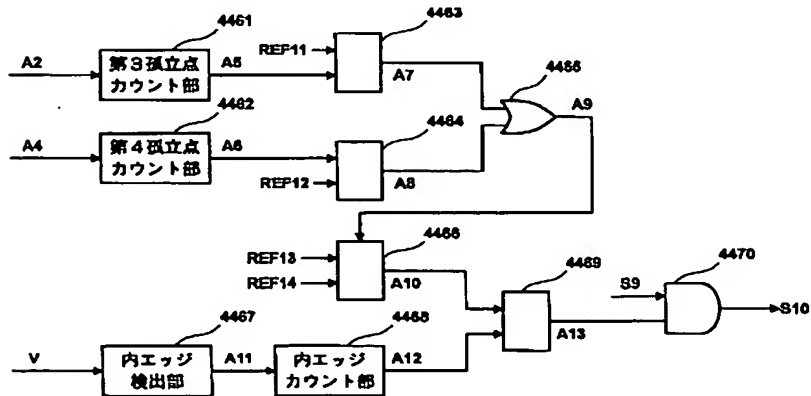 4461
4463
REF11
A2
第3孤立点
カウント部
A5
A7
4465
A9
4462
4464
A4
第4孤立点
カウント部
A6
REF12
A8
4466
REF13
REF14
A10
4469
4470
S9
S10
A13
4467
4468
V
内エッジ
検出部
A11
内エッジ
カウント部
A12